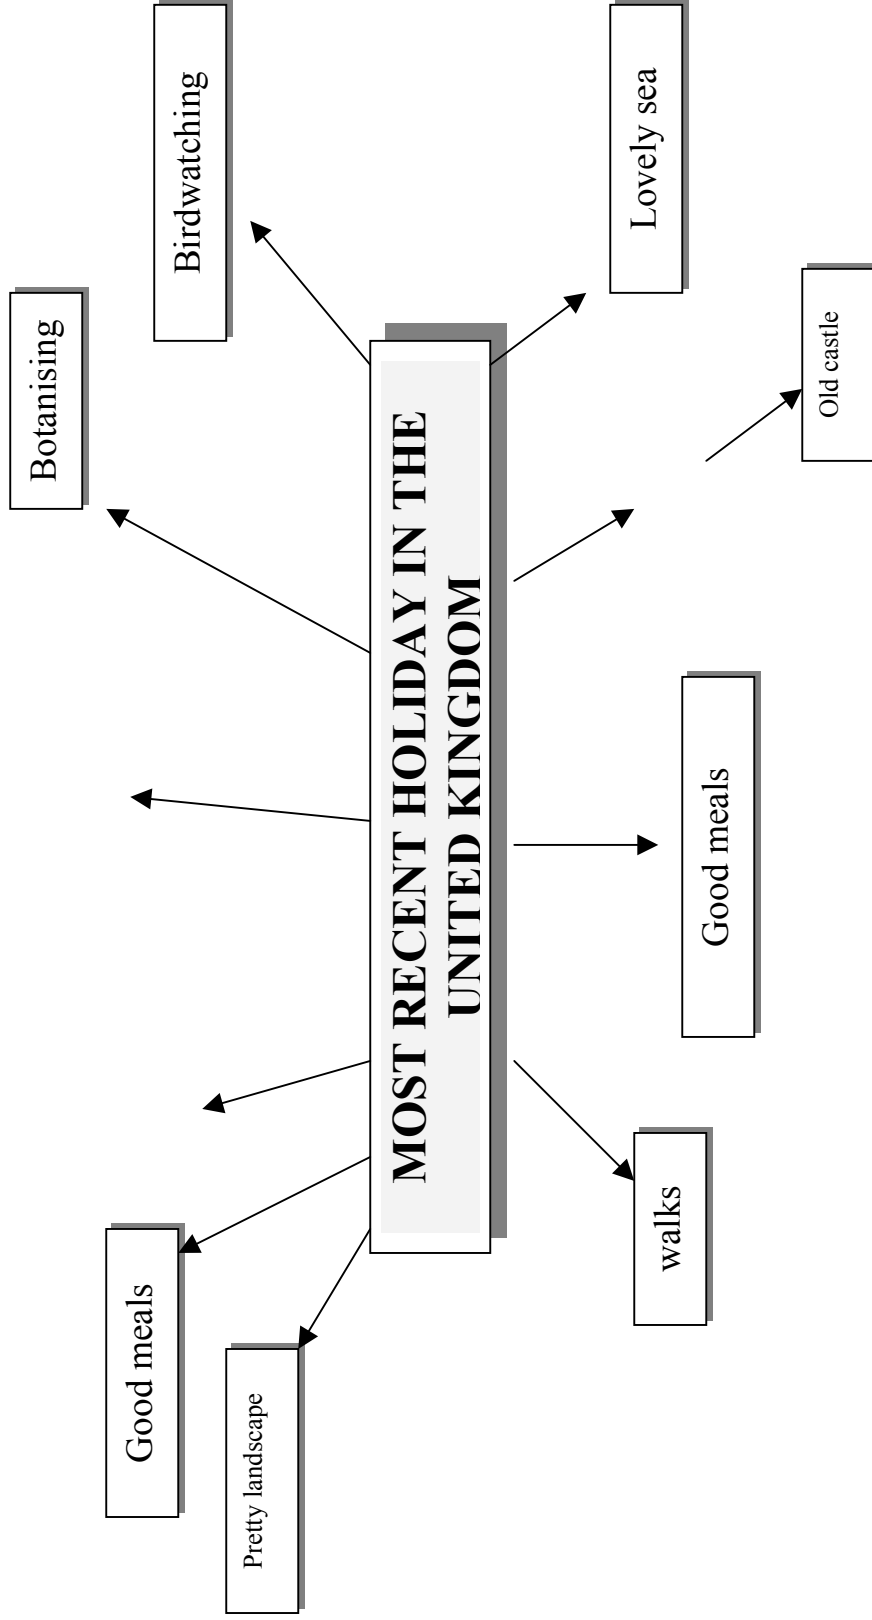 Botanising
Good meals
Birdwatching
Pretty landscape
MOST RECENT HOLIDAY IN THE
UNITED KINGDOM
Lovely sea
walks
Good meals
Old castle